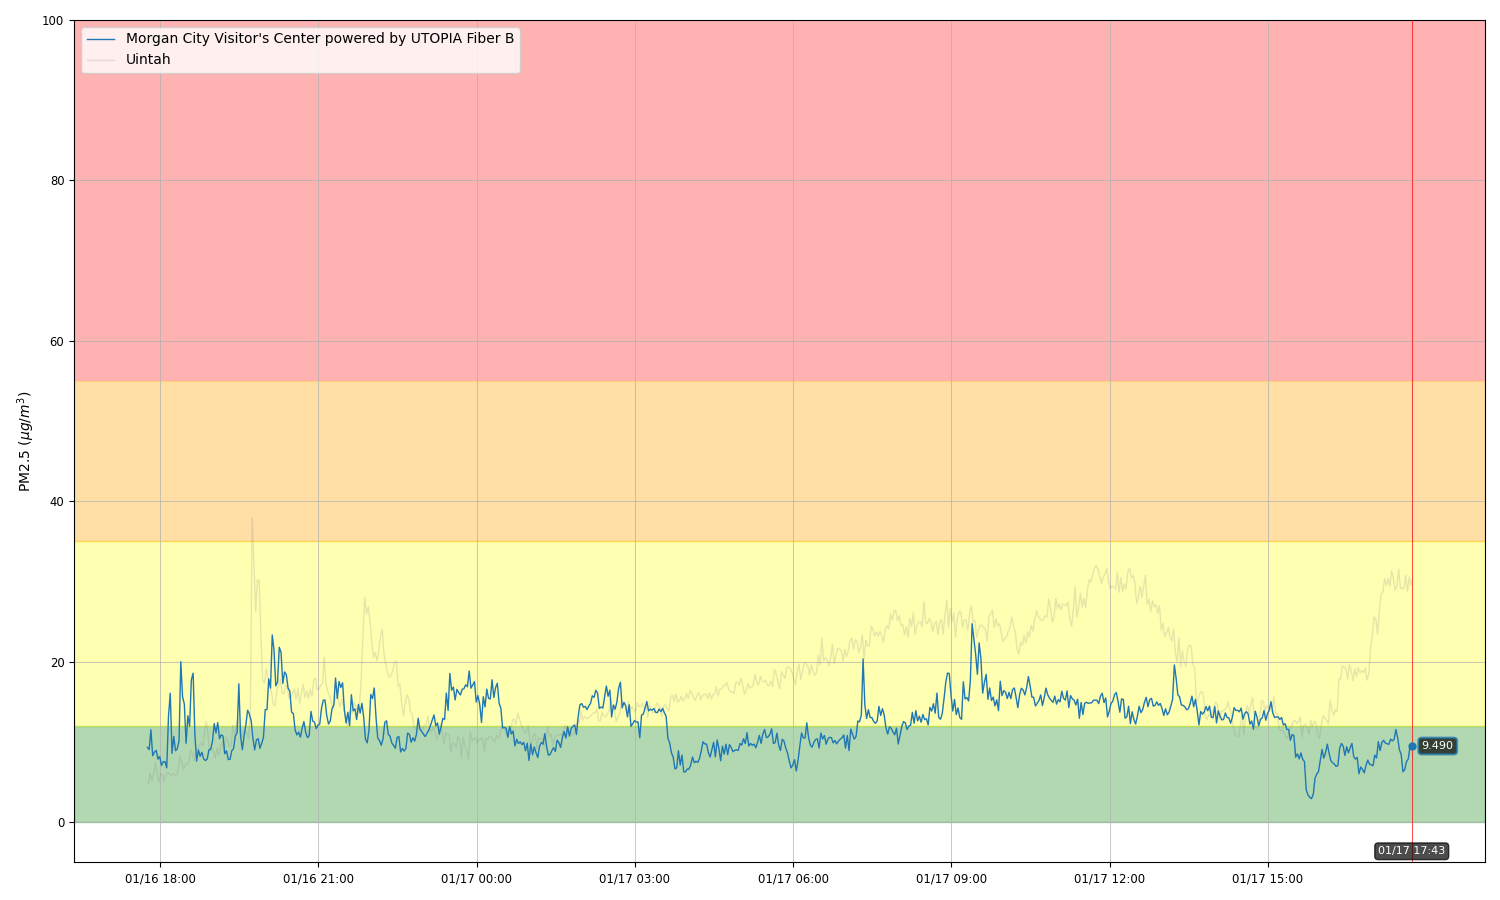 100
Morgan City Visitor's Center powered by UTOPIA Fiber B
Uintah
80
60
PM2.5 (μg/m³)
40
20
9.490
0
01/17 17:43
01/16 18:00 01/16 21:00 01/17 00:00 01/17 03:00 01/17 06:00 01/17 09:00 01/17 12:00 01/17 15:00